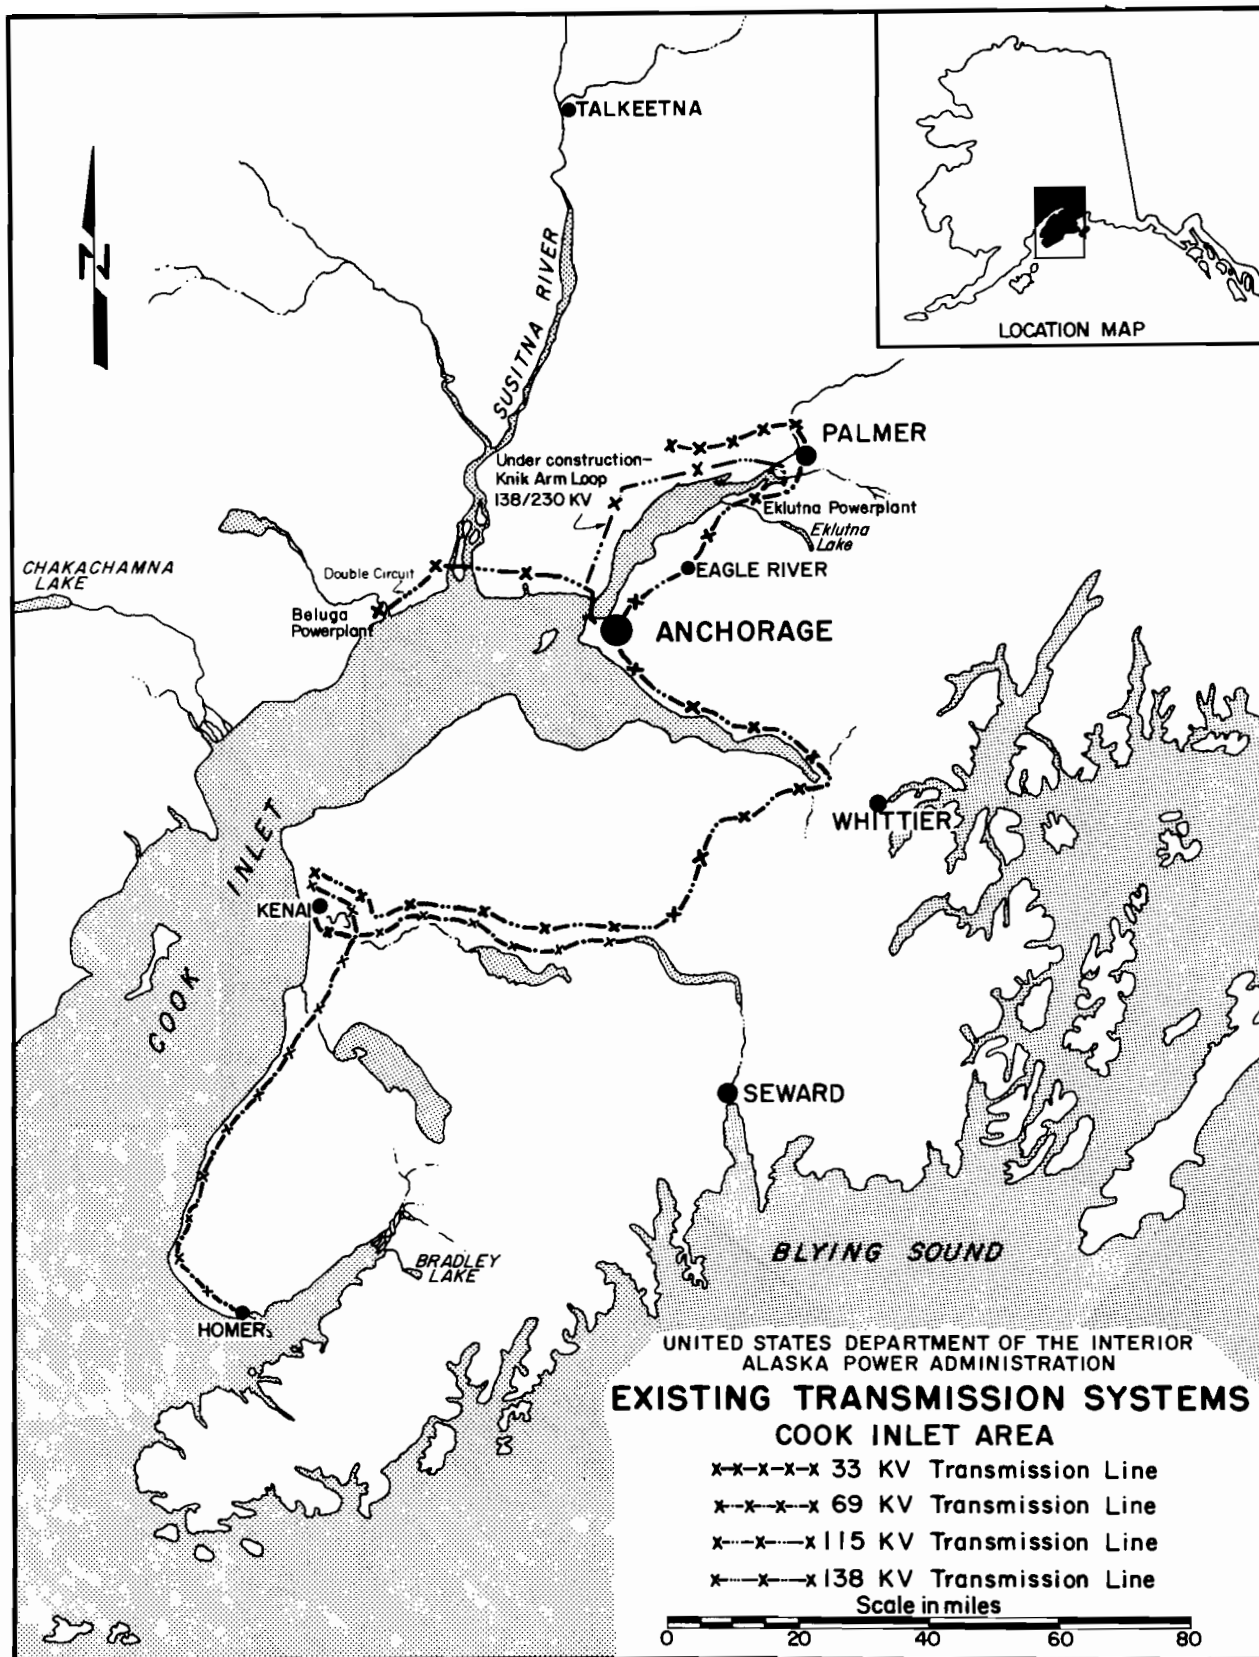 TALKEETNA
N
SUSITNA RIVER
LOCATION MAP
PALMER
Under construction-
Knik Arm Loop
138/230 KV
Eklutna Powerplant
Eklutna
Lake
CHAKACHAMNA
LAKE
Double Circuit
EAGLE RIVER
Beluga
Powerplant
ANCHORAGE
WHITTIER
COOK INLET
KENAI
SEWARD
BLYING SOUND
BRADLEY
LAKE
HOMER
UNITED STATES DEPARTMENT OF THE INTERIOR
ALASKA POWER ADMINISTRATION
EXISTING TRANSMISSION SYSTEMS
COOK INLET AREA
x-x-x-x-x 33 KV Transmission Line
x--x--x--x 69 KV Transmission Line
x---x---x 115 KV Transmission Line
x---x---x 138 KV Transmission Line
Scale in miles
0 20 40 60 80